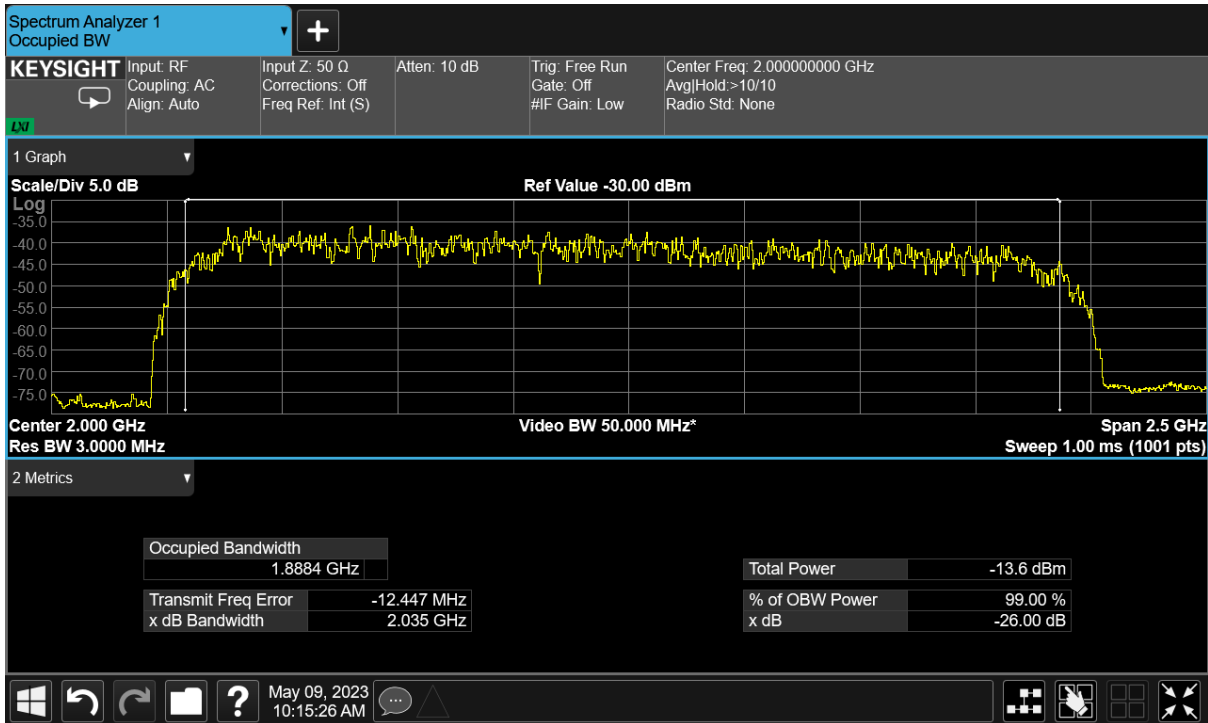 Spectrum Analyzer 1
Occupied BW
KEYSIGHT
LXI
Input: RF
Coupling: AC
Align: Auto
Input Z: 50 Ω
Corrections: Off
Freq Ref: Int (S)
Atten: 10 dB
Trig: Free Run
Gate: Off
#IF Gain: Low
Center Freq: 2.000000000 GHz
Avg|Hold:>10/10
Radio Std: None
1 Graph
Scale/Div 5.0 dB
Ref Value -30.00 dBm
Log
-35.0
-40.0
-45.0
-50.0
-55.0
-60.0
-65.0
-70.0
-75.0
Center 2.000 GHz
Video BW 50.000 MHz*
Span 2.5 GHz
Res BW 3.0000 MHz
Sweep 1.00 ms (1001 pts)
2 Metrics
Occupied Bandwidth
1.8884 GHz
Total Power -13.6 dBm
Transmit Freq Error -12.447 MHz
% of OBW Power 99.00 %
x dB Bandwidth 2.035 GHz
x dB -26.00 dB
May 09, 2023
10:15:26 AM